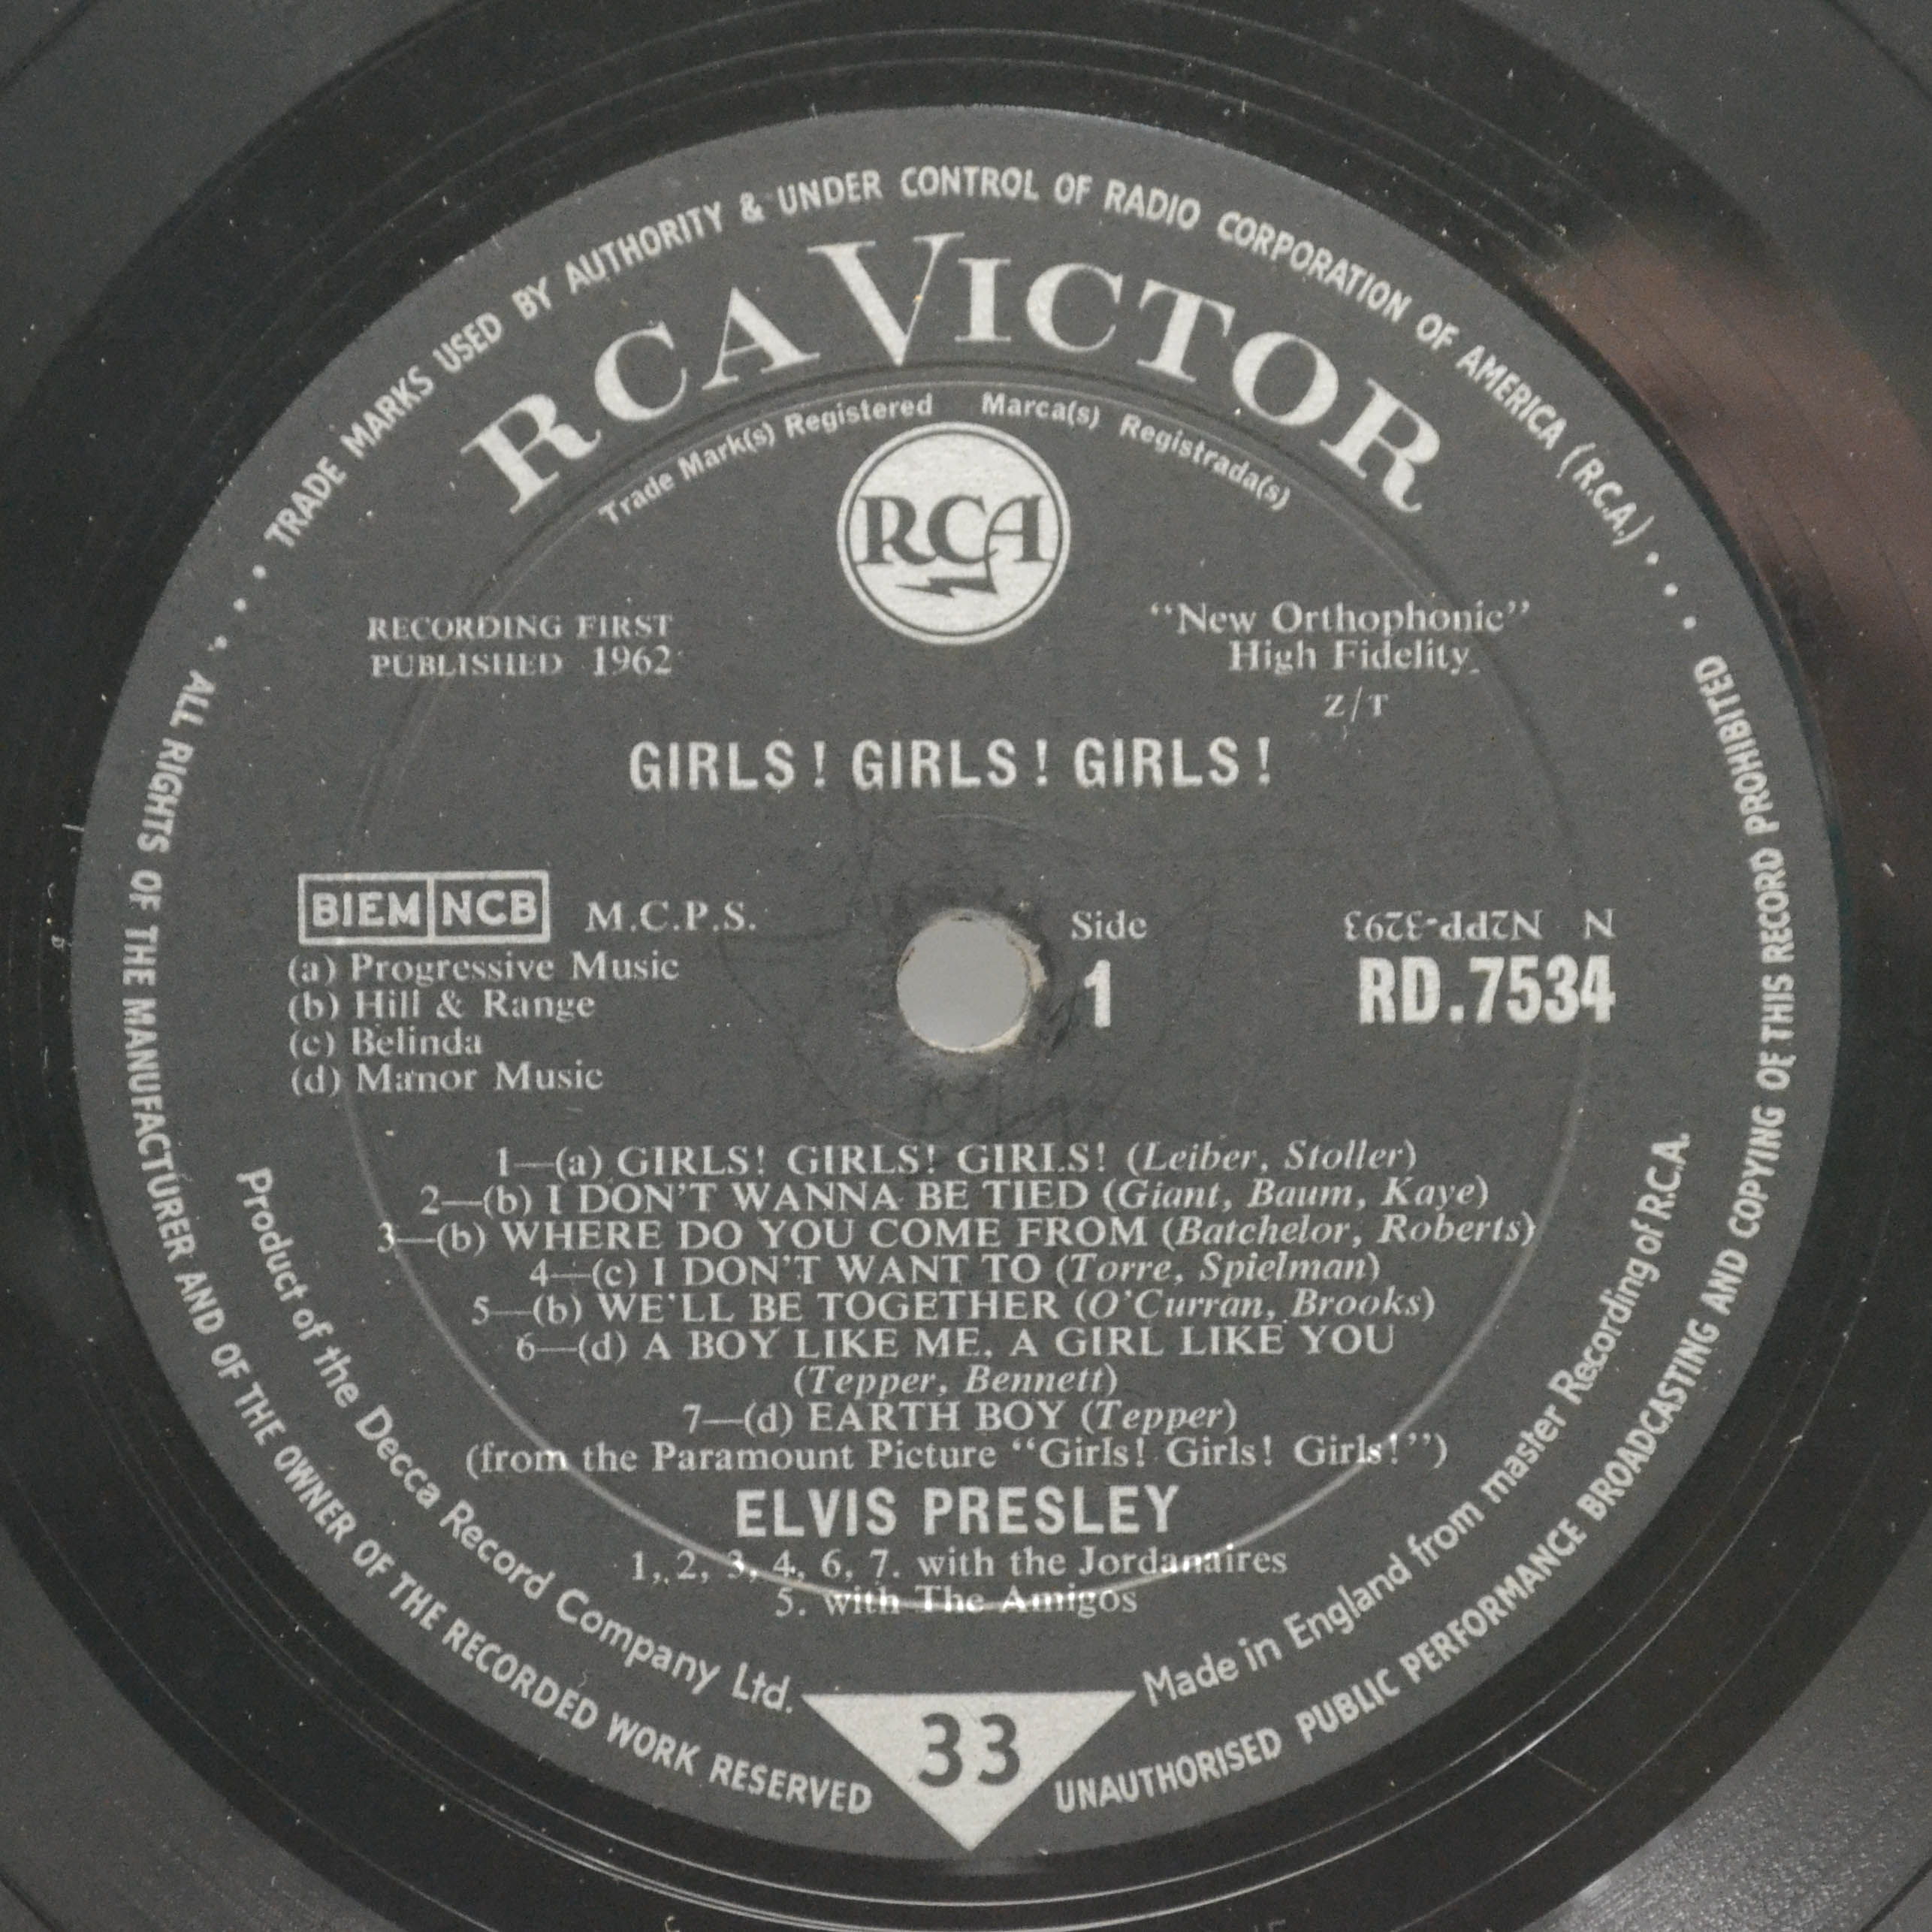 TRADE MARKS USED BY AUTHORITY & UNDER CONTROL OF RADIO CORPORATION OF AMERICA (R.C.A.)
RCA VICTOR
Trade Mark(s) Registered Marca(s) Registrada(s)
RCA
RECORDING FIRST
PUBLISHED 1962
"New Orthophonic"
High Fidelity
Z/T
GIRLS! GIRLS! GIRLS!
BIEM NCB M.C.P.S.
(a) Progressive Music
(b) Hill & Range
(c) Belinda
(d) Manor Music
Side
1
N N2PP-3293
RD.7534
1—(a) GIRLS! GIRLS! GIRLS! (Leiber, Stoller)
2—(b) I DON'T WANNA BE TIED (Giant, Baum, Kaye)
3—(b) WHERE DO YOU COME FROM (Batchelor, Roberts)
4—(c) I DON'T WANT TO (Torre, Spielman)
5—(b) WE'LL BE TOGETHER (O'Curran, Brooks)
6—(d) A BOY LIKE ME, A GIRL LIKE YOU
(Tepper, Bennett)
7—(d) EARTH BOY (Tepper)
(from the Paramount Picture "Girls! Girls! Girls!")
ELVIS PRESLEY
1, 2, 3, 4, 6, 7. with the Jordanaires
5. with The Amigos
Product of the Decca Record Company Ltd.
Made in England from master Recording of R.C.A.
33
ALL RIGHTS OF THE MANUFACTURER AND OF THE OWNER OF THE RECORDED WORK RESERVED
UNAUTHORISED PUBLIC PERFORMANCE BROADCASTING AND COPYING OF THIS RECORD PROHIBITED